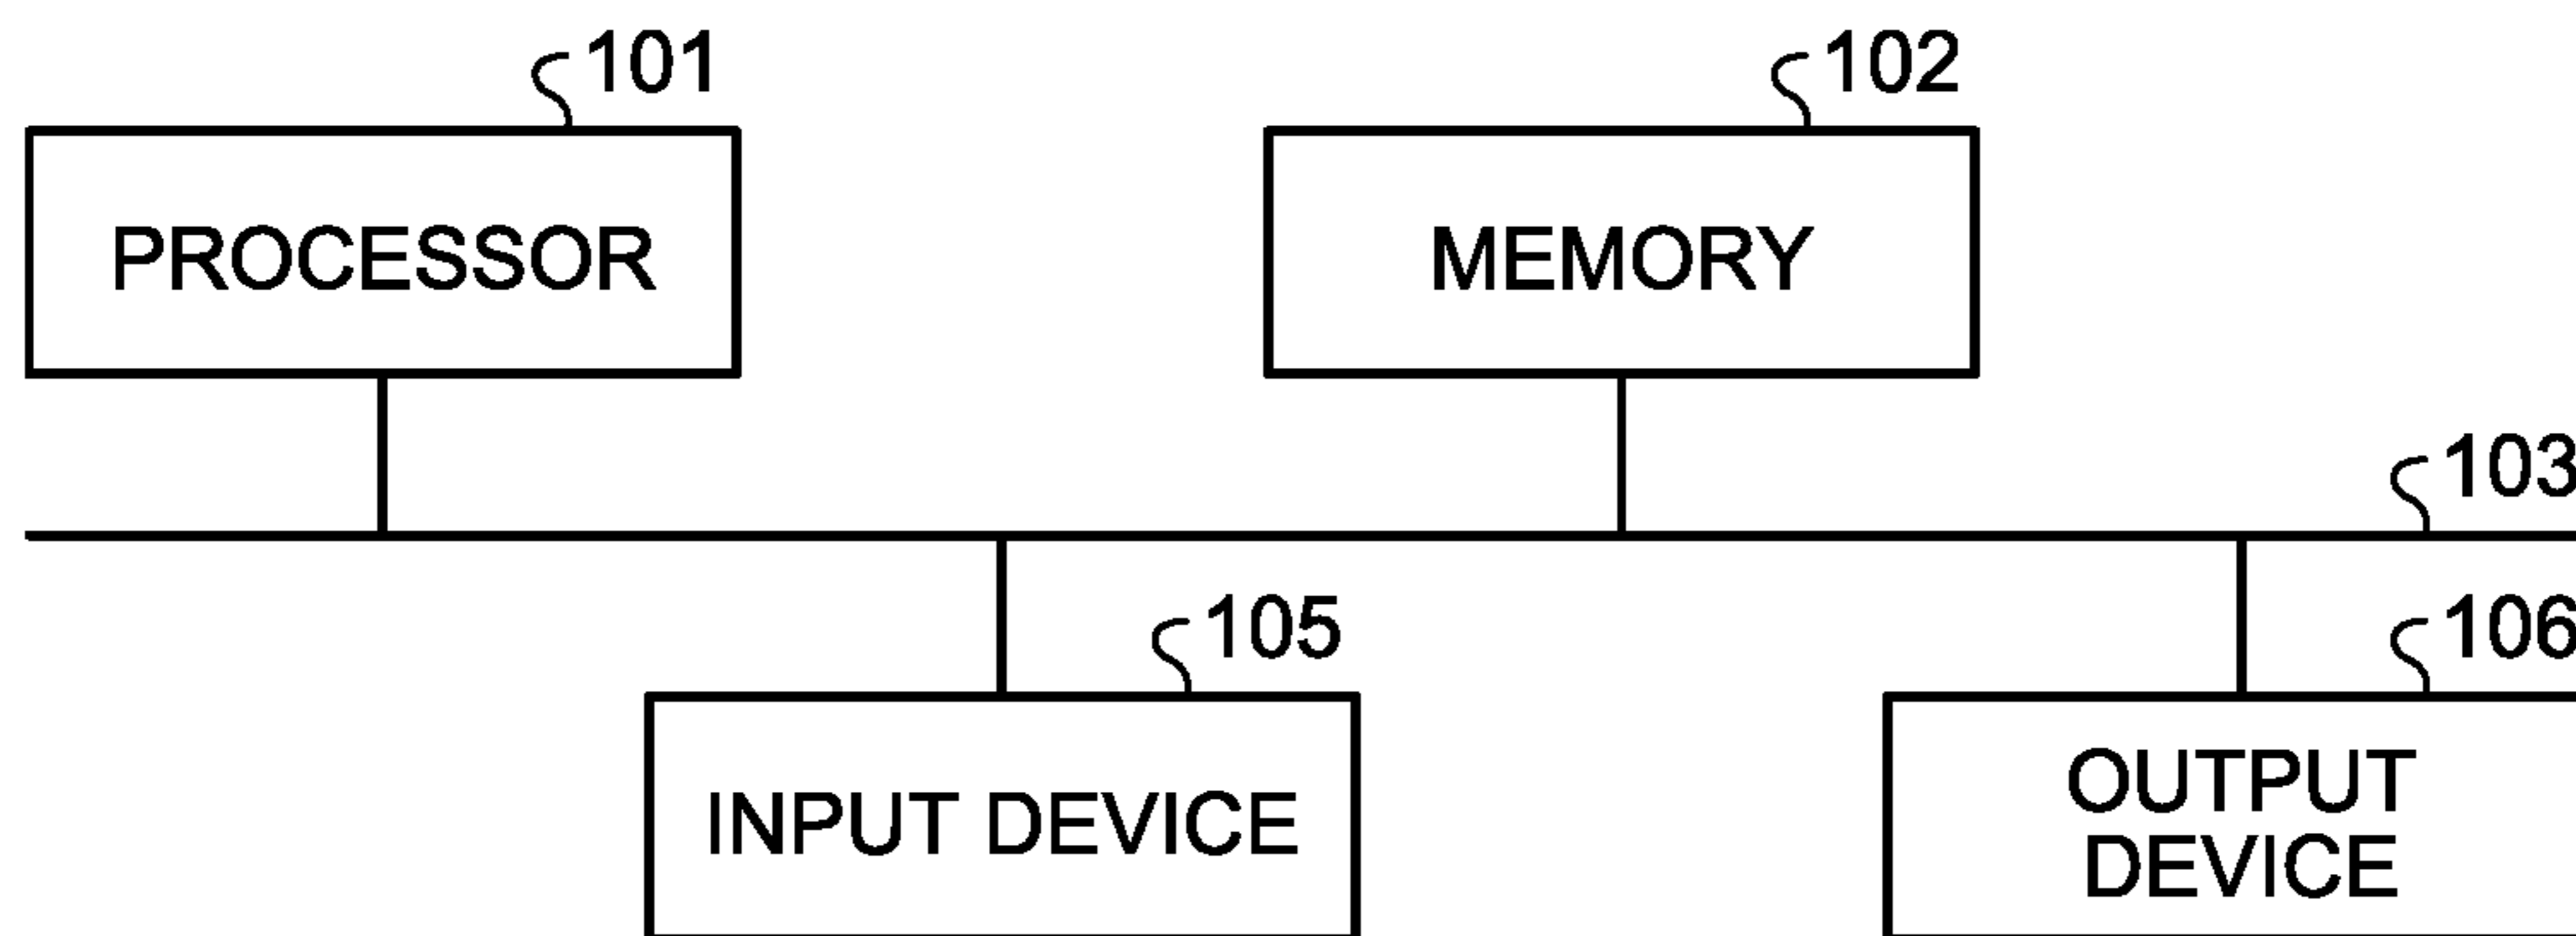 101
102
PROCESSOR
MEMORY
103
105
106
INPUT DEVICE
OUTPUT
DEVICE